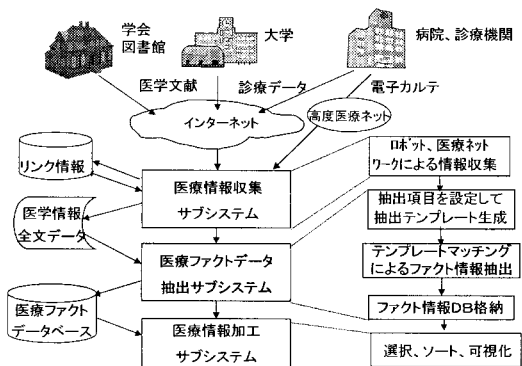 学会
図書館
大学
病院、診療機関
医学文献
診療データ
電子カルテ
インターネット
高度医療ネット
リンク情報
医療情報収集
サブシステム
ロボット、医療ネット
ワークによる情報収集
医学情報
全文データ
抽出項目を設定して
抽出テンプレート生成
医療ファクトデータ
抽出サブシステム
テンプレートマッチング
によるファクト情報抽出
医療ファクト
データベース
ファクト情報DB格納
医療情報加工
サブシステム
選択、ソート、可視化